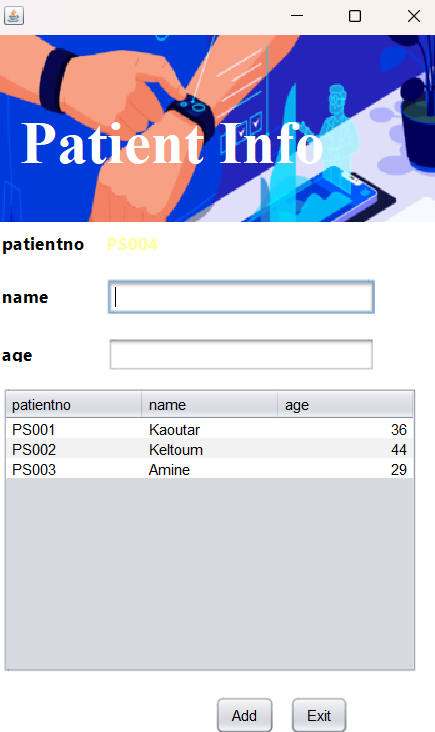 Patient Info
patientno PS004
name
age
patientno name age
PS001 Kaoutar 36
PS002 Keltoum 44
PS003 Amine 29
Add Exit